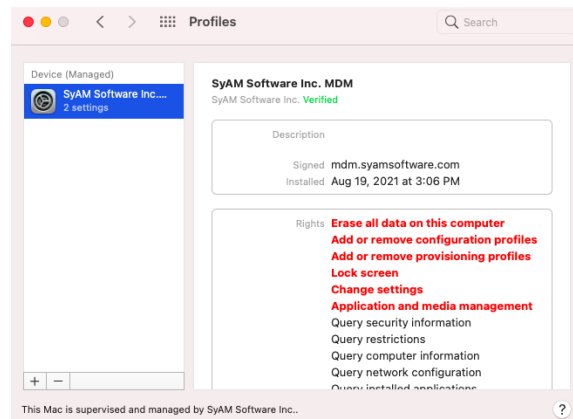 Profiles
Search
Device (Managed)
SyAM Software Inc....
2 settings
SyAM Software Inc. MDM
SyAM Software Inc. Verified
Description
Signed mdm.syamsoftware.com
Installed Aug 19, 2021 at 3:06 PM
Rights Erase all data on this computer
Add or remove configuration profiles
Add or remove provisioning profiles
Lock screen
Change settings
Application and media management
Query security information
Query restrictions
Query computer information
Query network configuration
Query installed applications
+ −
This Mac is supervised and managed by SyAM Software Inc..
?